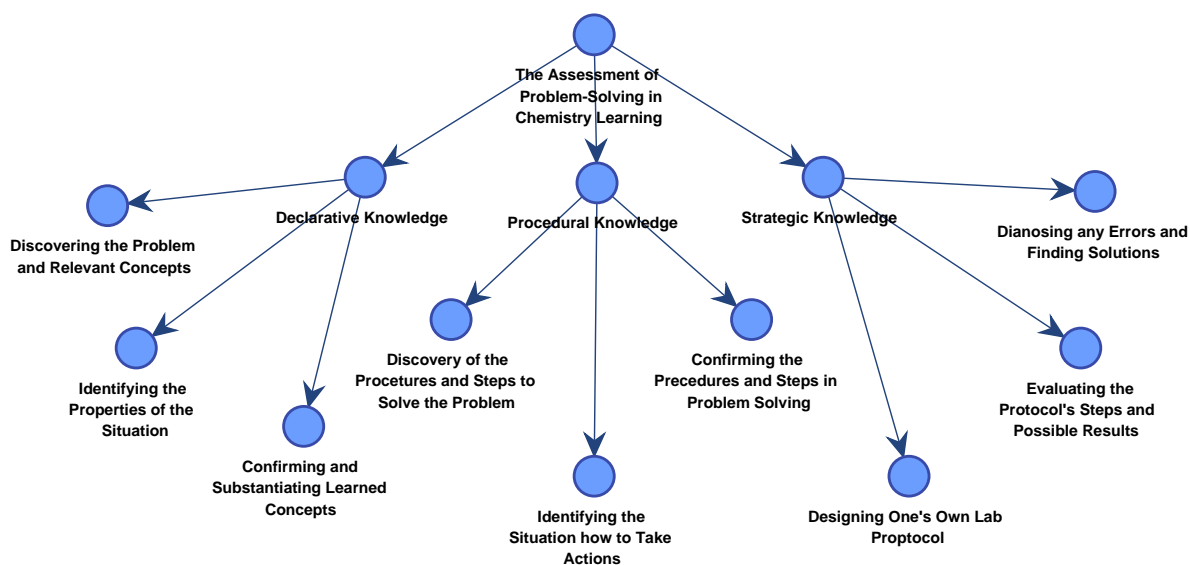 The Assessment of
Problem-Solving in
Chemistry Learning
Declarative Knowledge
Procedural Knowledge
Strategic Knowledge
Discovering the Problem
and Relevant Concepts
Identifying the
Properties of the
Situation
Confirming and
Substantiating Learned
Concepts
Discovery of the
Procetures and Steps to
Solve the Problem
Identifying the
Situation how to Take
Actions
Confirming the
Precedures and Steps in
Problem Solving
Designing One's Own Lab
Proptocol
Evaluating the
Protocol's Steps and
Possible Results
Dianosing any Errors and
Finding Solutions